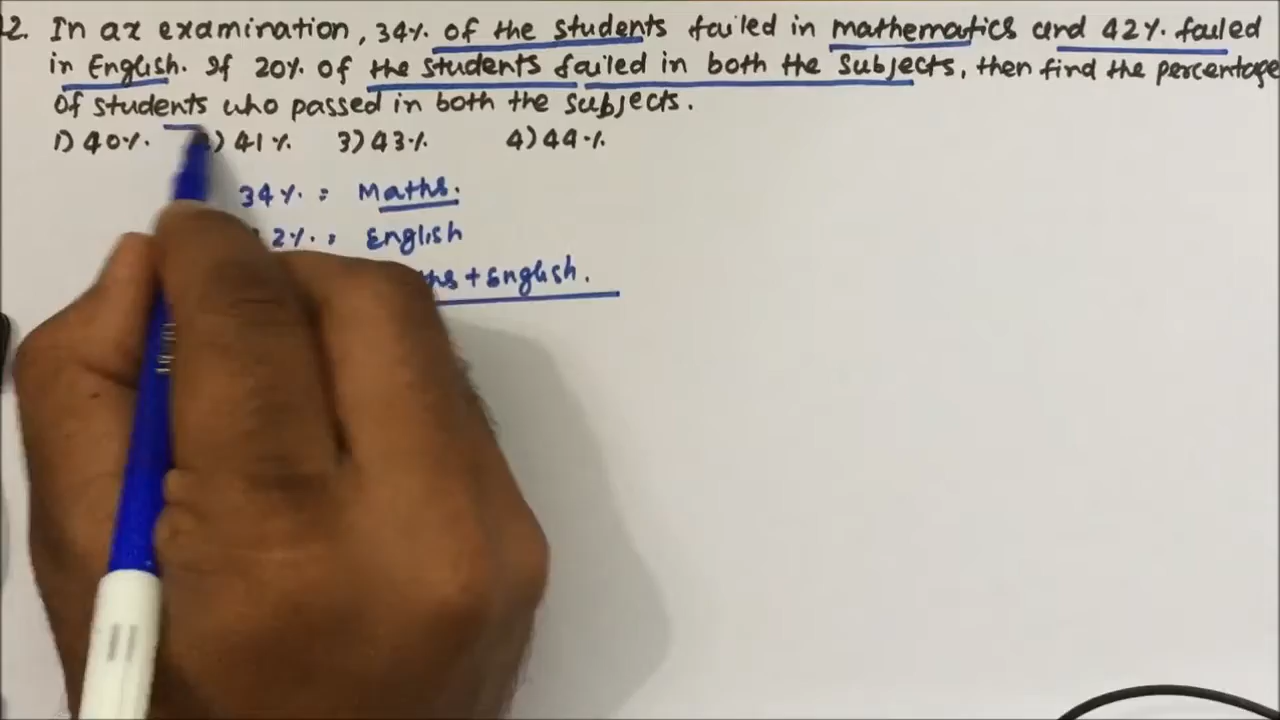 12. In ax examination, 34%. of the students failed in mathematics and 42%. failed
in English. If 20%. of the students failed in both the subjects, then find the percentage
of students who passed in both the subjects.
1) 40%. 2) 41%. 3) 43%. 4) 44%.
34%. : Maths.
2%. : English
+ English.